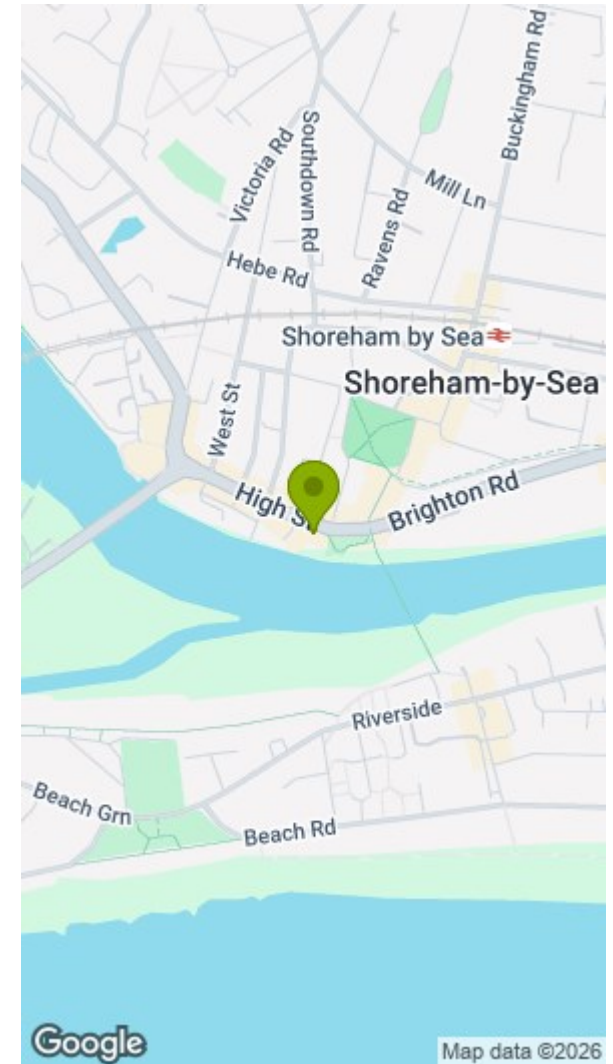 Buckingham Rd
Victoria Rd
Southdown Rd
Mill Ln
Ravens Rd
Hebe Rd
Shoreham by Sea
Shoreham-by-Sea
West St
High St
Brighton Rd
Riverside
Beach Grn
Beach Rd
Google
Map data ©2026